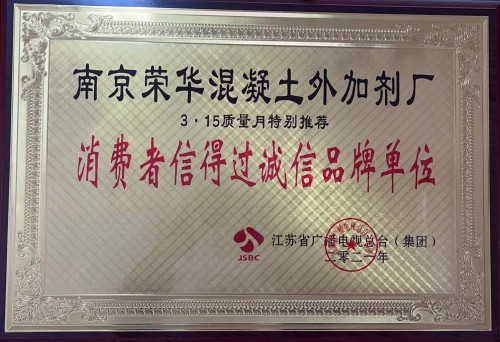 南京荣华混凝土外加剂厂
3·15质量月特别推荐
消费者信得过诚信品牌单位
JSBC
江苏省广播电视总台（集团）
二零二一年